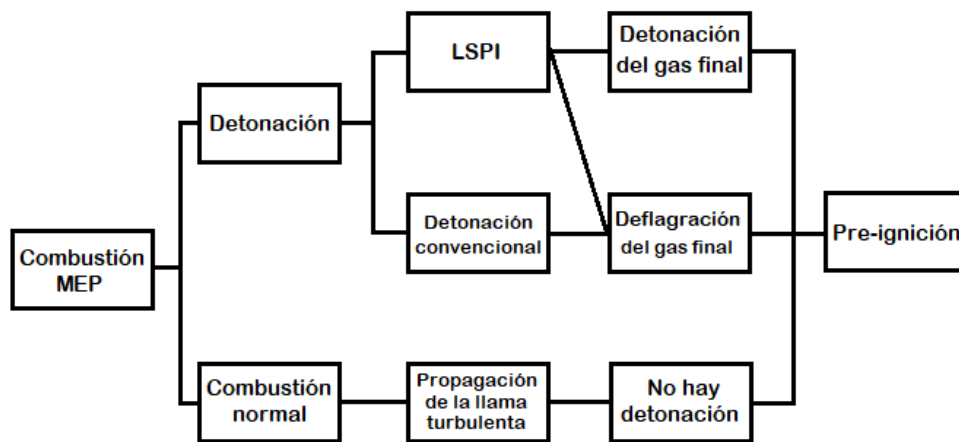 LSPI
Detonación
del gas final
Detonación
Detonación
convencional
Deflagración
del gas final
Pre-ignición
Combustión
MEP
Combustión
normal
Propagación
de la llama
turbulenta
No hay
detonación